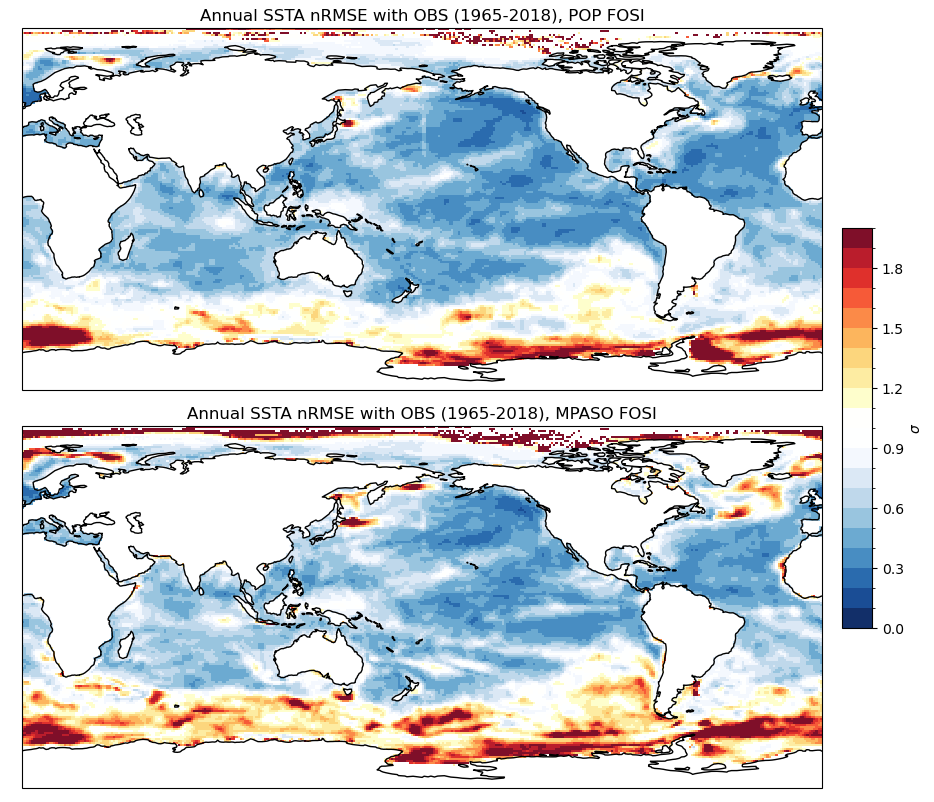 Annual SSTA nRMSE with OBS (1965-2018), POP FOSI
Annual SSTA nRMSE with OBS (1965-2018), MPASO FOSI
1.8
1.5
1.2
0.9
0.6
0.3
0.0
σ